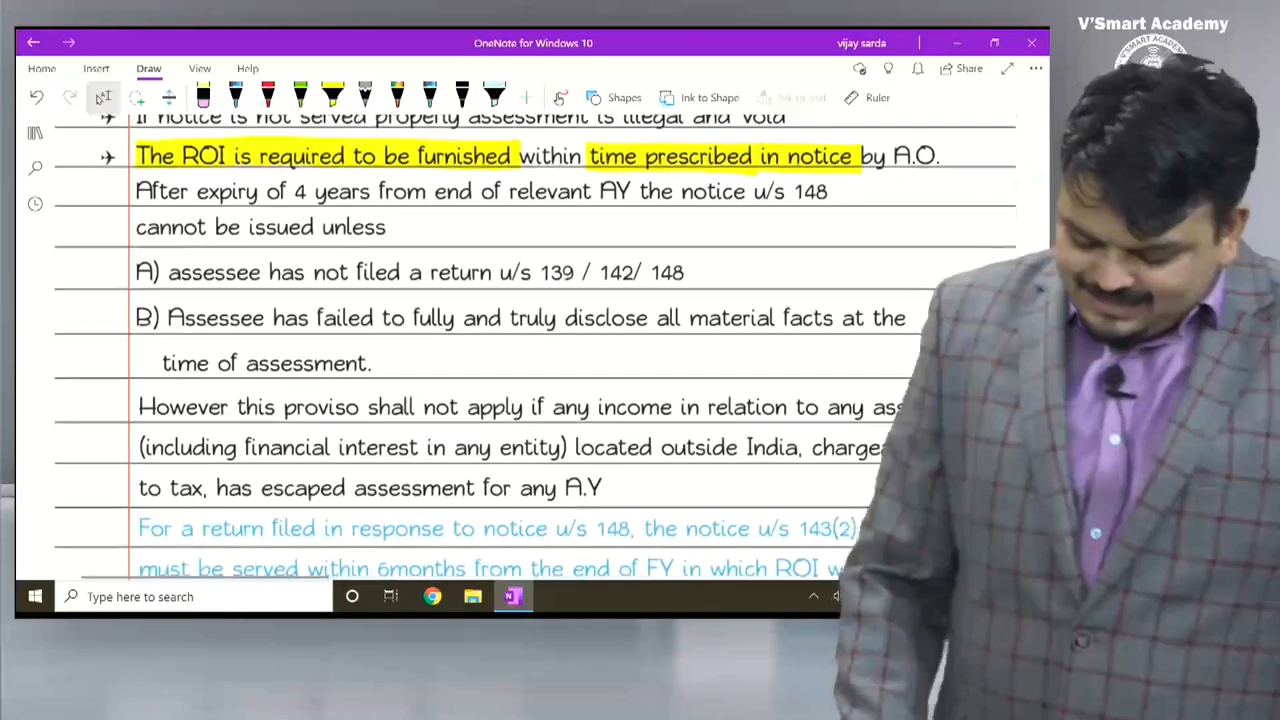 V'Smart Academy
V'SMART ACADEMY
OneNote for Windows 10
vijay sarda
Home Insert Draw View Help
Share
Shapes Ink to Shape Ink to Text Ruler
If notice is not served properly assessment is illegal and void
The ROI is required to be furnished within time prescribed in notice by A.O.
After expiry of 4 years from end of relevant AY the notice u/s 148
cannot be issued unless
A) assessee has not filed a return u/s 139 / 142/ 148
B) Assessee has failed to fully and truly disclose all material facts at the
time of assessment.
However this proviso shall not apply if any income in relation to any
(including financial interest in any entity) located outside India,
to tax, has escaped assessment for any A.Y
For a return filed in response to notice u/s 148, the notice u/s 143(2)
must be served within 6months from the end of FY in which ROI
Type here to search